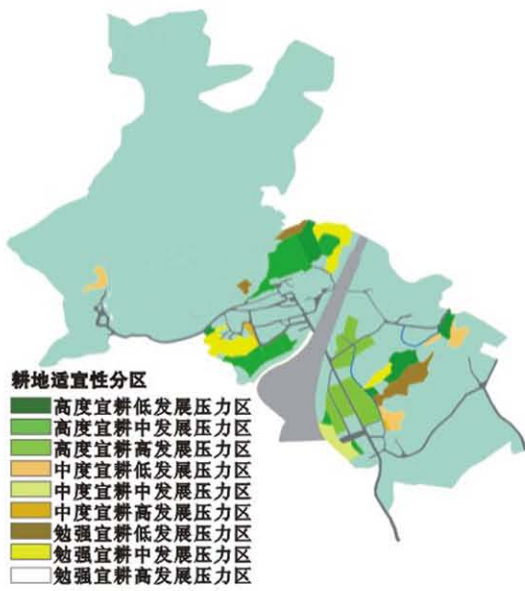 耕地适宜性分区
高度宜耕低发展压力区
高度宜耕中发展压力区
高度宜耕高发展压力区
中度宜耕低发展压力区
中度宜耕中发展压力区
中度宜耕高发展压力区
勉强宜耕低发展压力区
勉强宜耕中发展压力区
勉强宜耕高发展压力区